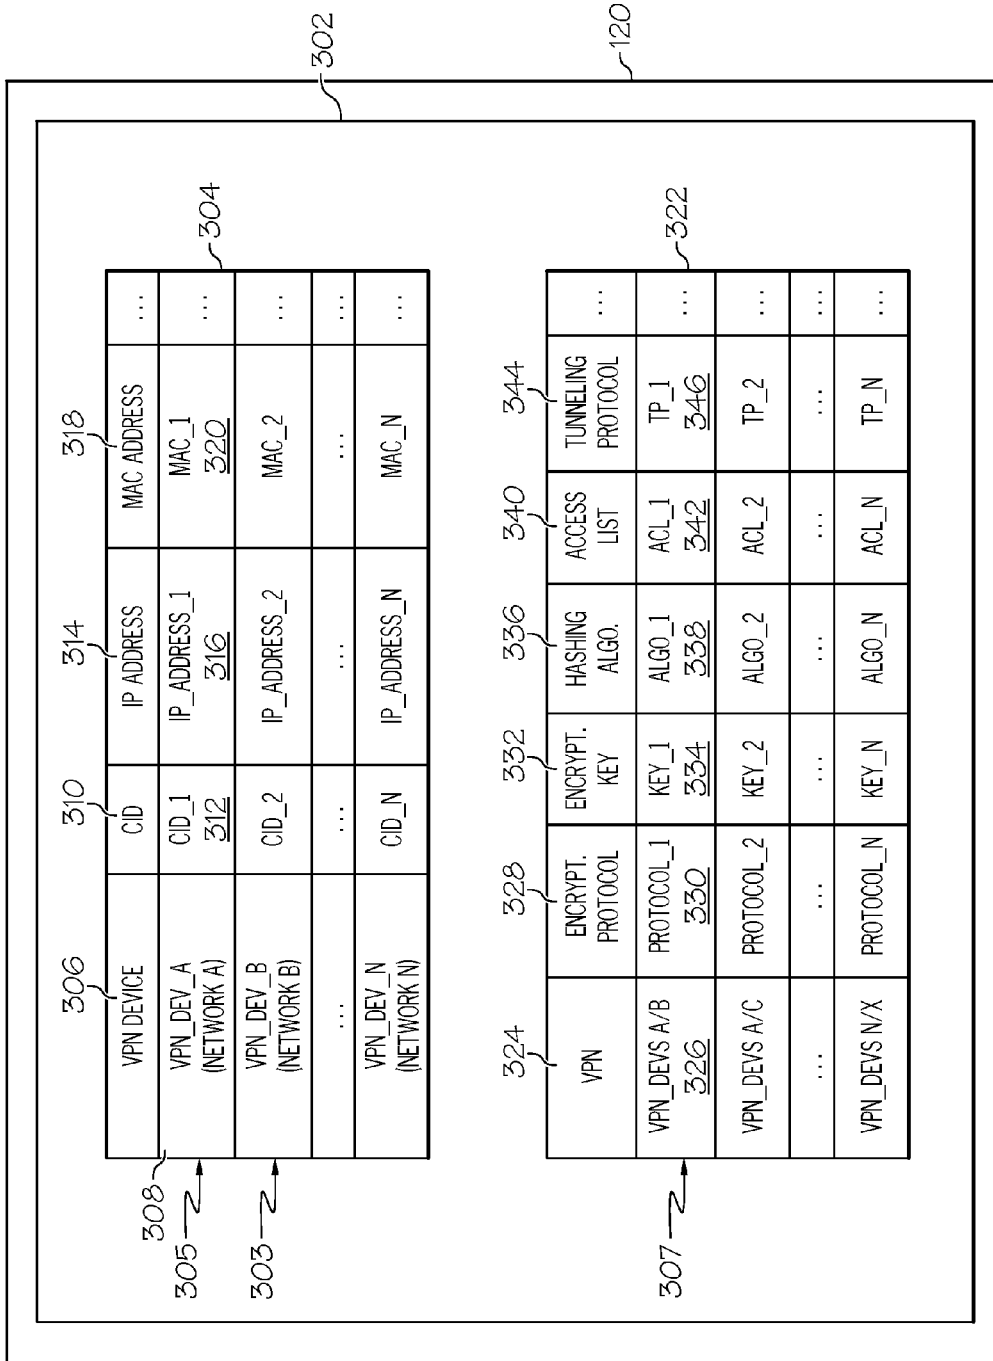 302
120
304
306
310
314
318
VPN DEVICE
CID
IP ADDRESS
MAC ADDRESS
...
308
305
VPN_DEV_A
(NETWORK A)
CID_1
312
IP_ADDRESS_1
316
MAC_1
320
...
303
VPN_DEV_B
(NETWORK B)
CID_2
IP_ADDRESS_2
MAC_2
...
...
...
...
...
...
VPN_DEV_N
(NETWORK N)
CID_N
IP_ADDRESS_N
MAC_N
...
322
324
328
332
336
340
344
VPN
ENCRYPT.
PROTOCOL
ENCRYPT.
KEY
HASHING
ALGO.
ACCESS
LIST
TUNNELING
PROTOCOL
...
307
VPN_DEVS A/B
326
PROTOCOL_1
330
KEY_1
334
ALGO_1
338
ACL_1
342
TP_1
346
...
VPN_DEVS A/C
PROTOCOL_2
KEY_2
ALGO_2
ACL_2
TP_2
...
...
...
...
...
...
...
...
VPN_DEVS N/X
PROTOCOL_N
KEY_N
ALGO_N
ACL_N
TP_N
...